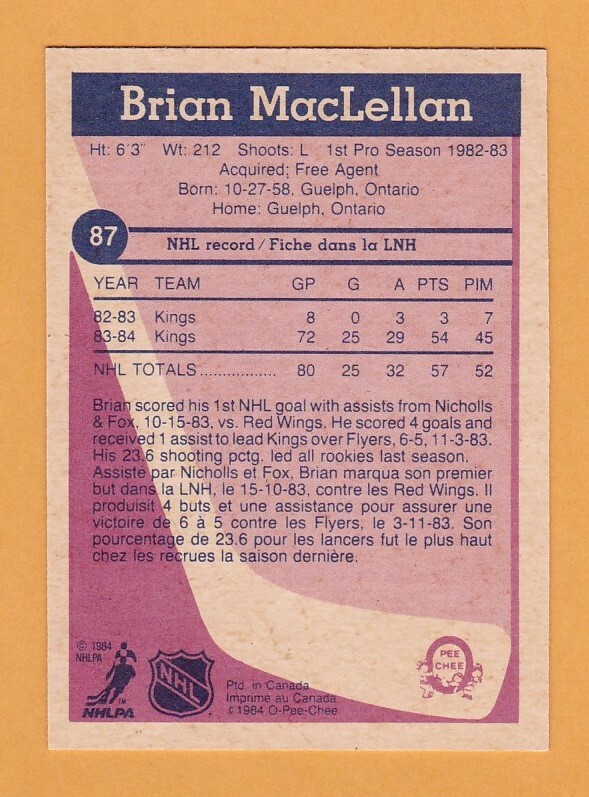 Brian MacLellan
Ht: 6'3" Wt: 212 Shoots: L 1st Pro Season 1982-83
Acquired: Free Agent
Born: 10-27-58, Guelph, Ontario
Home: Guelph, Ontario
87
NHL record / Fiche dans la LNH
YEAR TEAM GP G A PTS PIM
82-83 Kings 8 0 3 3 7
83-84 Kings 72 25 29 54 45
NHL TOTALS................. 80 25 32 57 52
Brian scored his 1st NHL goal with assists from Nicholls
& Fox, 10-15-83, vs. Red Wings. He scored 4 goals and
received 1 assist to lead Kings over Flyers, 6-5, 11-3-83.
His 23.6 shooting pctg. led all rookies last season.
Assisté par Nicholls et Fox, Brian marqua son premier
but dans la LNH, le 15-10-83, contre les Red Wings. Il
produisit 4 buts et une assistance pour assurer une
victoire de 6 à 5 contre les Flyers, le 3-11-83. Son
pourcentage de 23.6 pour les lancers fut le plus haut
chez les recrues la saison dernière.
© 1984
NHLPA
TM
NHLPA
NHL
Ptd. in Canada
Imprime au Canada
© 1984 O-Pee-Chee
O
PEE
CHEE